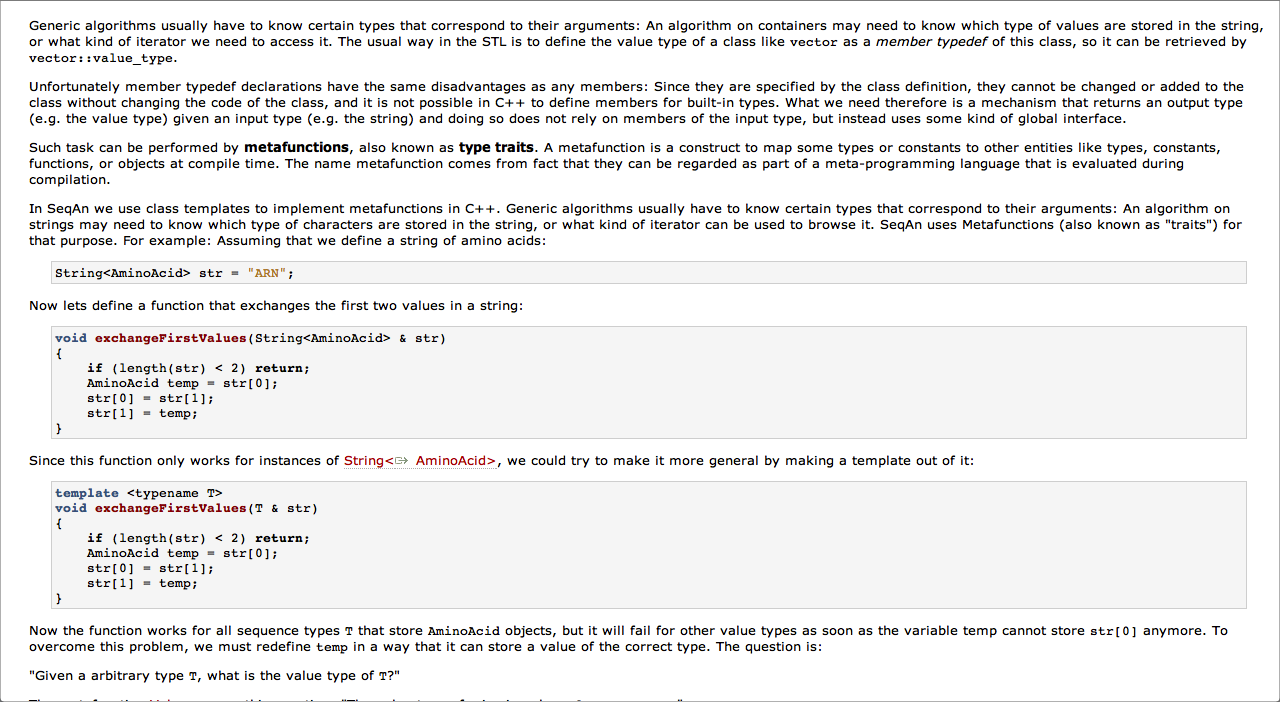 Generic algorithms usually have to know certain types that correspond to their arguments: An algorithm on containers may need to know which type of values are stored in the string,
or what kind of iterator we need to access it. The usual way in the STL is to define the value type of a class like vector as a member typedef of this class, so it can be retrieved by
vector::value_type.
Unfortunately member typedef declarations have the same disadvantages as any members: Since they are specified by the class definition, they cannot be changed or added to the
class without changing the code of the class, and it is not possible in C++ to define members for built-in types. What we need therefore is a mechanism that returns an output type
(e.g. the value type) given an input type (e.g. the string) and doing so does not rely on members of the input type, but instead uses some kind of global interface.
Such task can be performed by metafunctions, also known as type traits. A metafunction is a construct to map some types or constants to other entities like types, constants,
functions, or objects at compile time. The name metafunction comes from fact that they can be regarded as part of a meta-programming language that is evaluated during
compilation.
In SeqAn we use class templates to implement metafunctions in C++. Generic algorithms usually have to know certain types that correspond to their arguments: An algorithm on
strings may need to know which type of characters are stored in the string, or what kind of iterator can be used to browse it. SeqAn uses Metafunctions (also known as "traits") for
that purpose. For example: Assuming that we define a string of amino acids:
String<AminoAcid> str = "ARN";
Now lets define a function that exchanges the first two values in a string:
void exchangeFirstValues(String<AminoAcid> & str)
{
    if (length(str) < 2) return;
    AminoAcid temp = str[0];
    str[0] = str[1];
    str[1] = temp;
}
Since this function only works for instances of String< AminoAcid>, we could try to make it more general by making a template out of it:
template <typename T>
void exchangeFirstValues(T & str)
{
    if (length(str) < 2) return;
    AminoAcid temp = str[0];
    str[0] = str[1];
    str[1] = temp;
}
Now the function works for all sequence types T that store AminoAcid objects, but it will fail for other value types as soon as the variable temp cannot store str[0] anymore. To
overcome this problem, we must redefine temp in a way that it can store a value of the correct type. The question is:
"Given a arbitrary type T, what is the value type of T?"